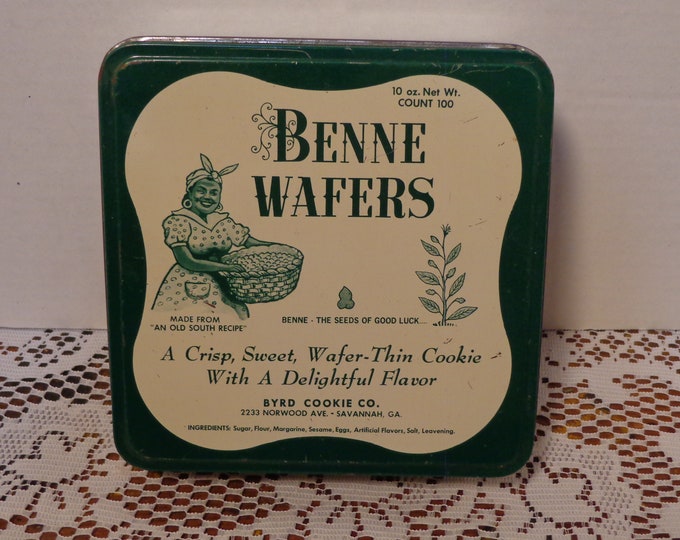 10 oz. Net Wt.
COUNT 100
BENNE
WAFERS
MADE FROM
"AN OLD SOUTH RECIPE"
BENNE - THE SEEDS OF GOOD LUCK...
A Crisp, Sweet, Wafer-Thin Cookie
With A Delightful Flavor
BYRD COOKIE CO.
2233 NORWOOD AVE. - SAVANNAH, GA.
INGREDIENTS: Sugar, Flour, Margarine, Sesame, Eggs, Artificial Flavors, Salt, Leavening.